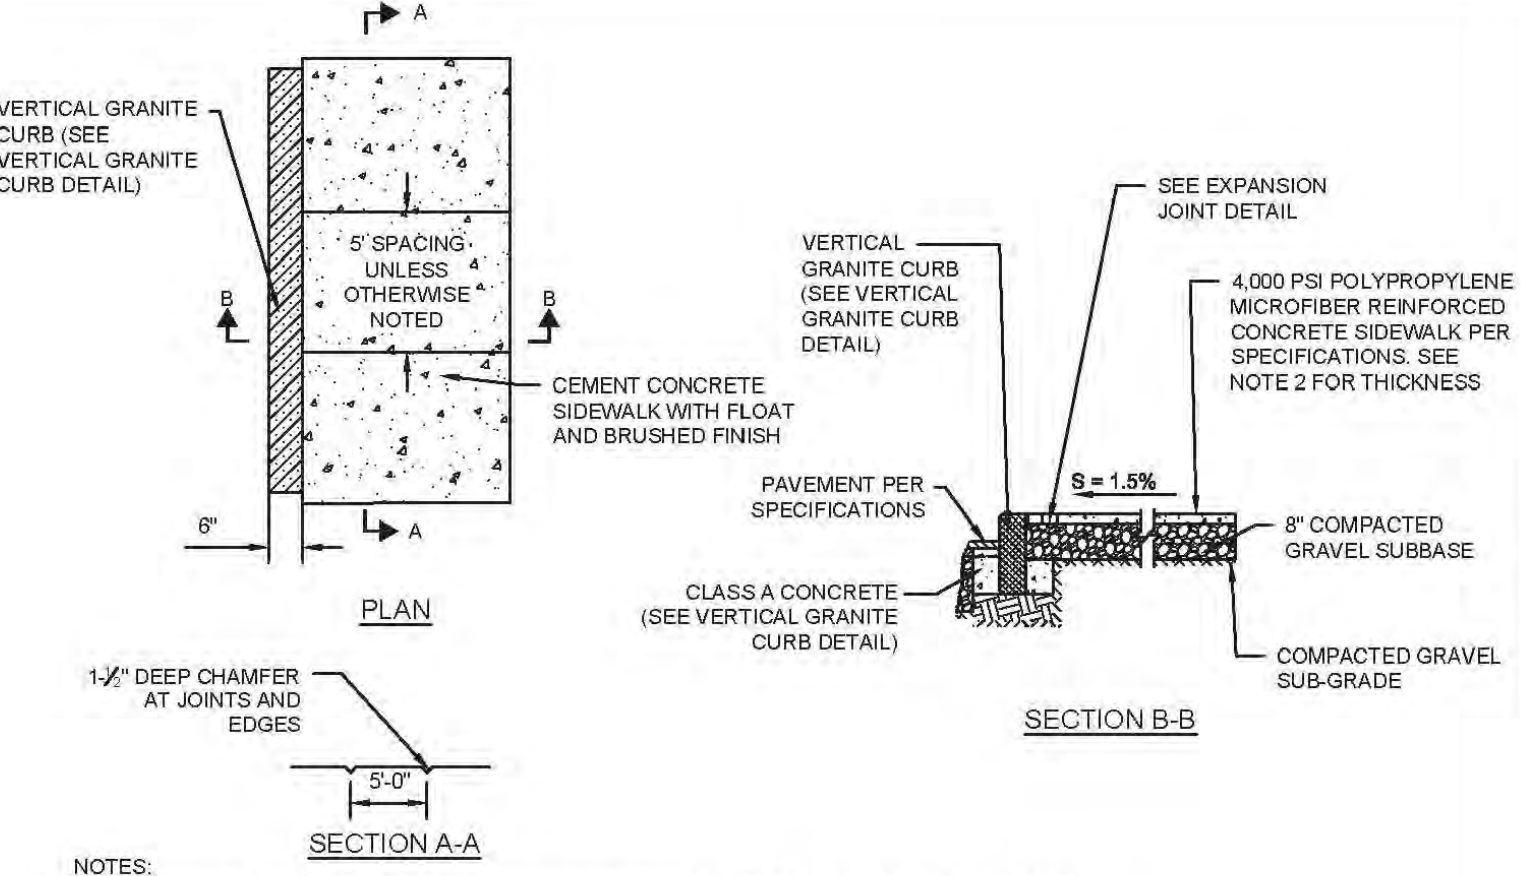 A
VERTICAL GRANITE
CURB (SEE
VERTICAL GRANITE
CURB DETAIL)
5' SPACING
UNLESS
OTHERWISE
NOTED
B
B
CEMENT CONCRETE
SIDEWALK WITH FLOAT
AND BRUSHED FINISH
6"
A
PLAN
1-½" DEEP CHAMFER
AT JOINTS AND
EDGES
5'-0"
SECTION A-A
NOTES:
SEE EXPANSION
JOINT DETAIL
VERTICAL
GRANITE CURB
(SEE VERTICAL
GRANITE CURB
DETAIL)
4,000 PSI POLYPROPYLENE
MICROFIBER REINFORCED
CONCRETE SIDEWALK PER
SPECIFICATIONS. SEE
NOTE 2 FOR THICKNESS
PAVEMENT PER
SPECIFICATIONS
S = 1.5%
8" COMPACTED
GRAVEL SUBBASE
CLASS A CONCRETE
(SEE VERTICAL GRANITE
CURB DETAIL)
COMPACTED GRAVEL
SUB-GRADE
SECTION B-B